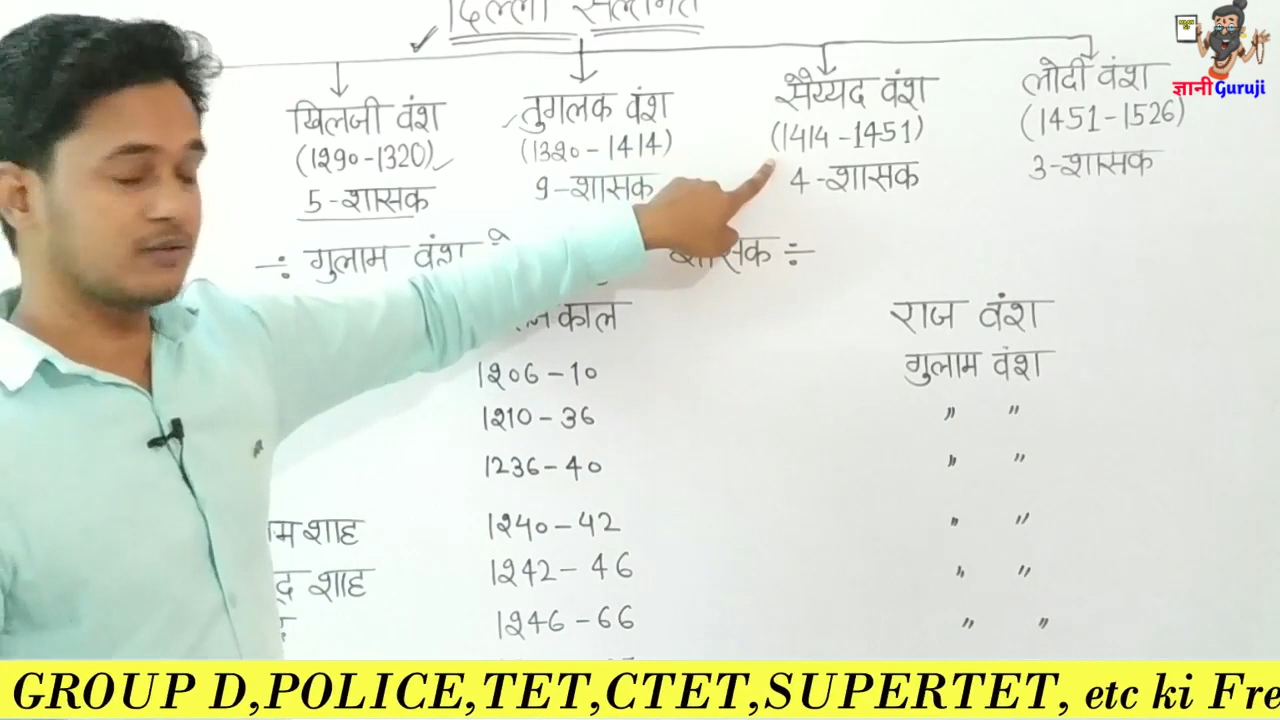 दिल्ली सल्तनत
ज्ञानी Guruji
खिलजी वंश
(1290-1320)
5-शासक
तुगलक वंश
(1320-1414)
9-शासक
सैय्यद वंश
(1414-1451)
4-शासक
लोदी वंश
(1451-1526)
3-शासक
÷ गुलाम वंश शासक ÷
काल
राज वंश
1206-10
गुलाम वंश
1210-36
" "
1236-40
" "
शाह
1240-42
" "
शाह
1242-46
" "
1246-66
" "
GROUP D,POLICE,TET,CTET,SUPERTET, etc ki Fre